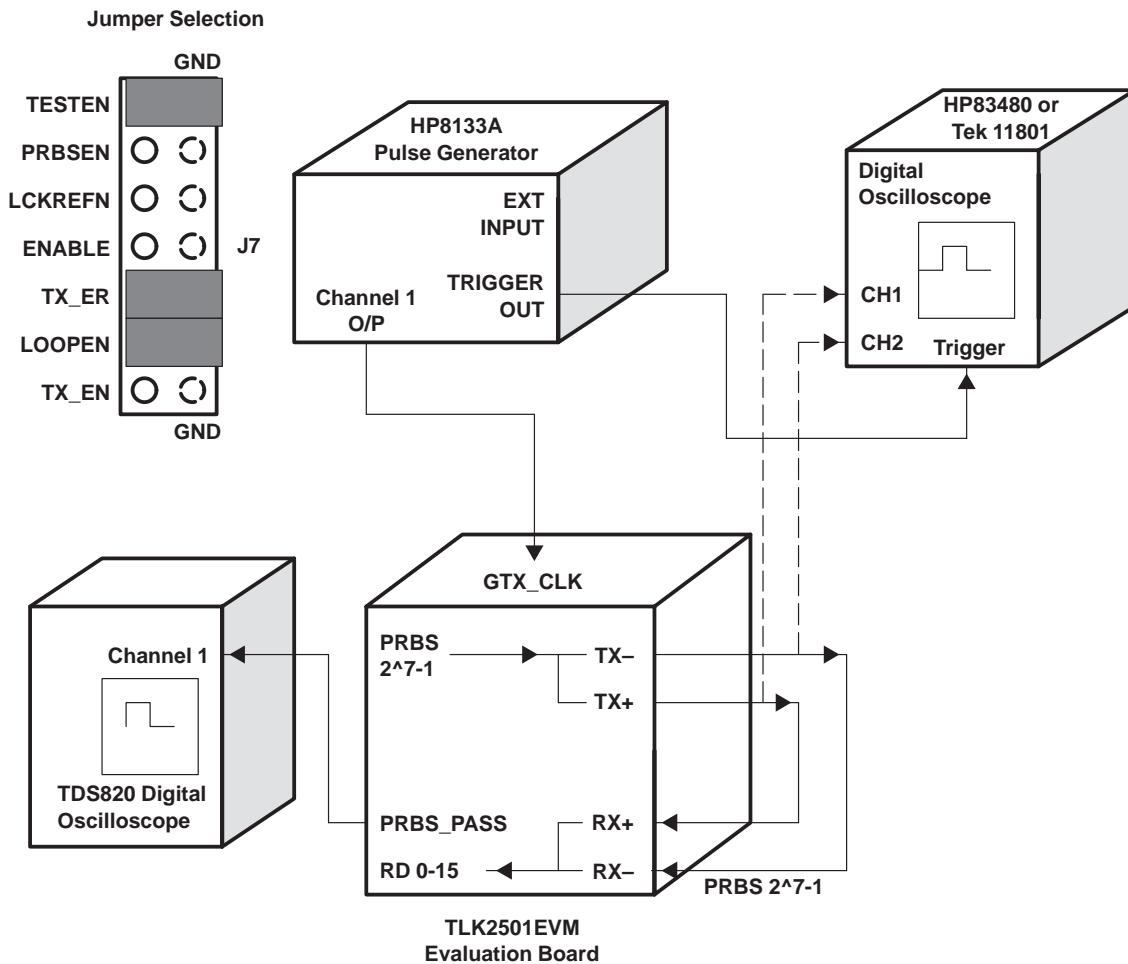 Jumper Selection
GND
TESTEN
PRBSEN
LCKREFN
ENABLE
J7
TX_ER
LOOPEN
TX_EN
GND
HP8133A
Pulse Generator
EXT
INPUT
TRIGGER
OUT
Channel 1
O/P
HP83480 or
Tek 11801
Digital
Oscilloscope
CH1
CH2
Trigger
GTX_CLK
PRBS
2^7-1
TX–
TX+
PRBS_PASS
RX+
RD 0-15
RX–
PRBS 2^7-1
Channel 1
TDS820 Digital
Oscilloscope
TLK2501EVM
Evaluation Board